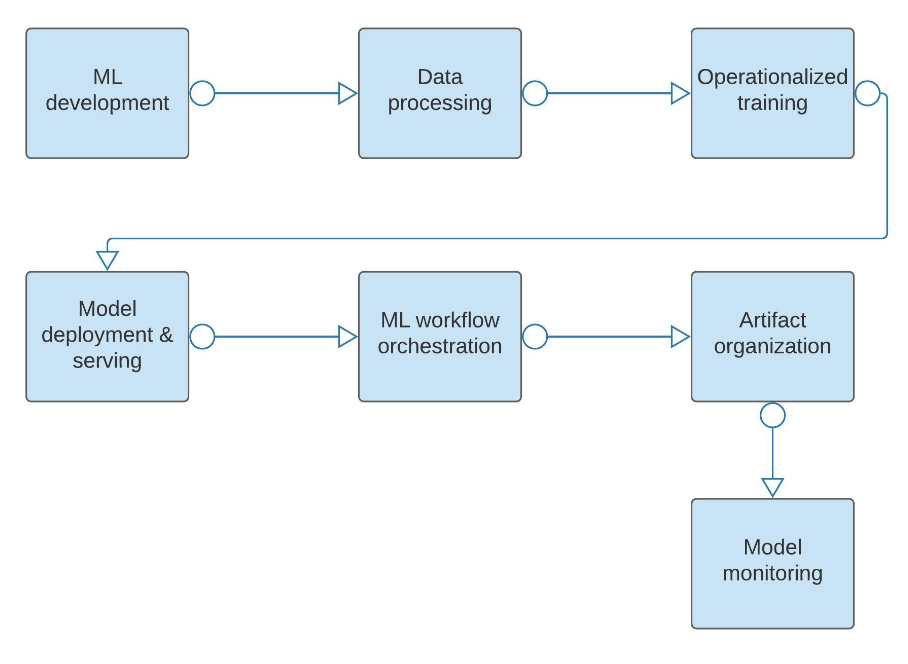 ML
development
Data
processing
Operationalized
training
Model
deployment &
serving
ML workflow
orchestration
Artifact
organization
Model
monitoring